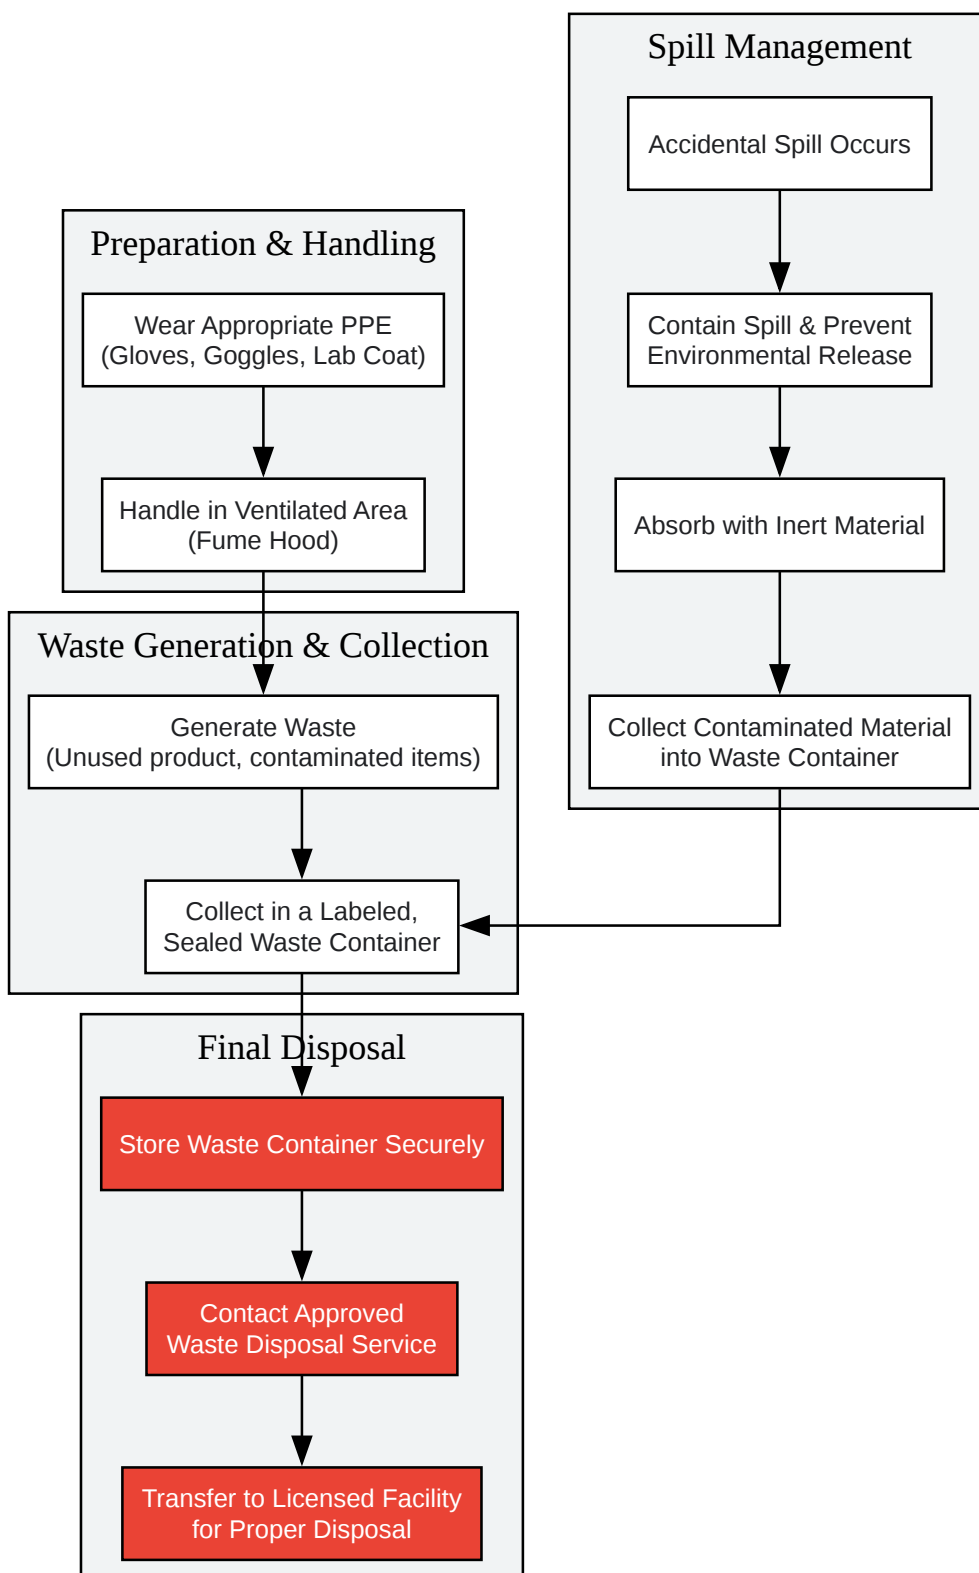 Spill Management
Accidental Spill Occurs
Contain Spill & Prevent
Environmental Release
Absorb with Inert Material
Collect Contaminated Material
into Waste Container
Preparation & Handling
Wear Appropriate PPE
(Gloves, Goggles, Lab Coat)
Handle in Ventilated Area
(Fume Hood)
Waste Generation & Collection
Generate Waste
(Unused product, contaminated items)
Collect in a Labeled,
Sealed Waste Container
Final Disposal
Store Waste Container Securely
Contact Approved
Waste Disposal Service
Transfer to Licensed Facility
for Proper Disposal